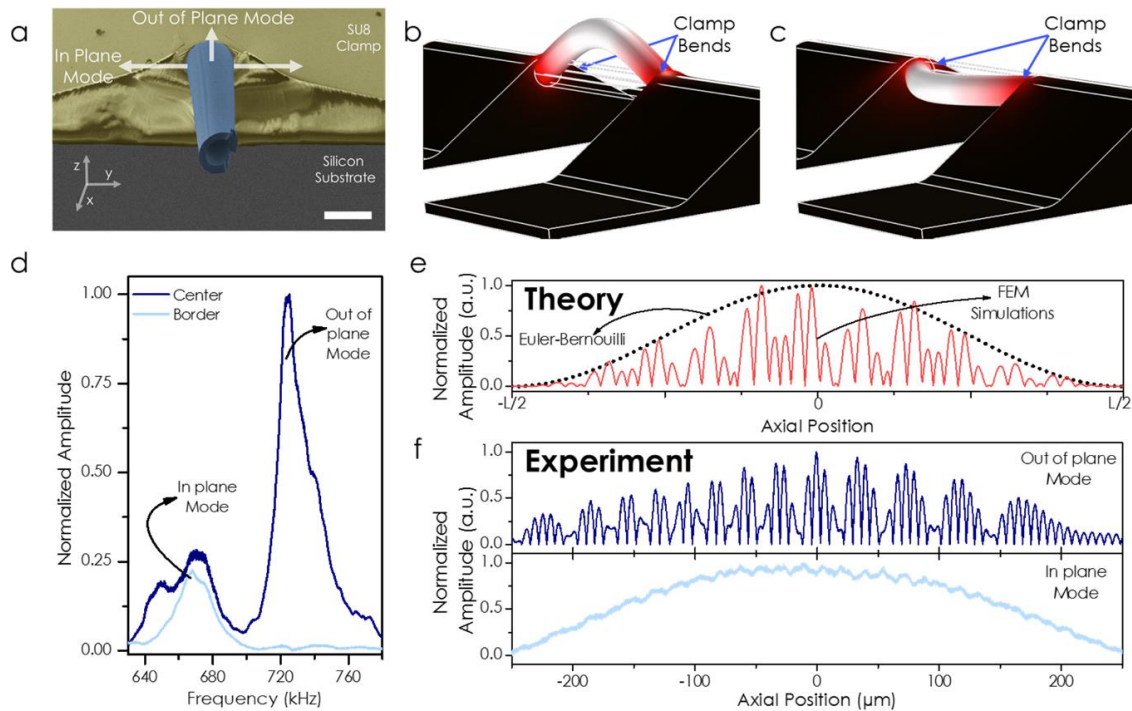 a
Out of Plane Mode
SU8
Clamp
In Plane
Mode
Silicon
Substrate
z
y
x
b
Clamp
Bends
c
Clamp
Bends
d
Normalized Amplitude
1.00
0.75
0.50
0.25
0.00
Center
Border
Out of
plane
Mode
In plane
Mode
640
680
720
760
Frequency (kHz)
e
Normalized
Amplitude (a.u.)
1.0
0.5
0.0
Theory
Euler-Bernouilli
FEM
Simulations
-L/2
0
L/2
Axial Position
f
Normalized
Amplitude (a.u.)
1.0
0.5
0.0
Experiment
Out of plane
Mode
Normalized
Amplitude (a.u.)
1.0
0.5
0.0
In plane
Mode
-200
-100
0
100
200
Axial Position (µm)